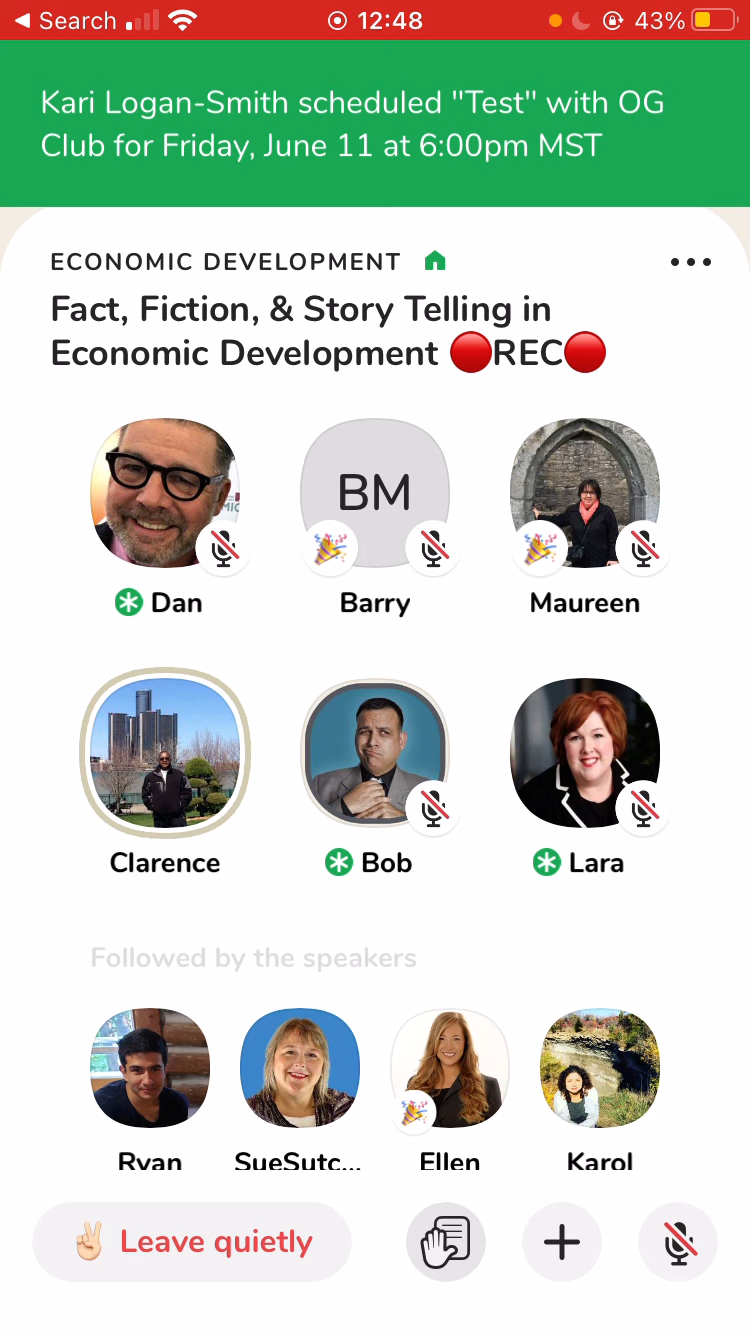 Search 12:48 43%
Kari Logan-Smith scheduled "Test" with OG
Club for Friday, June 11 at 6:00pm MST
ECONOMIC DEVELOPMENT
Fact, Fiction, & Story Telling in
Economic Development 🔴REC🔴
BM
Dan Barry Maureen
Clarence Bob Lara
Followed by the speakers
Ryan SueSutc... Ellen Karol
Leave quietly